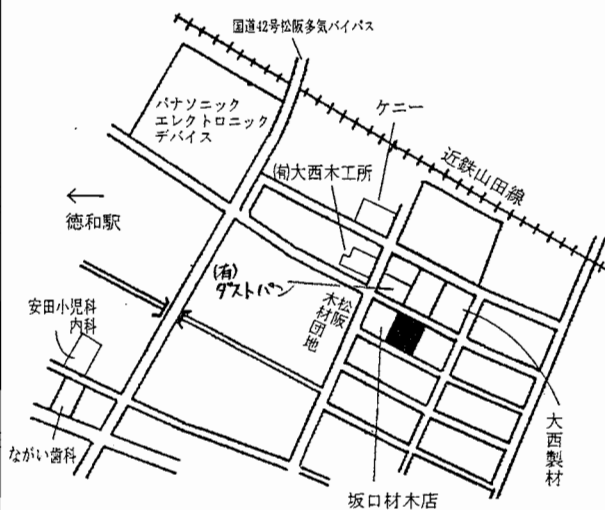 国道42号松阪多気バイパス
パナソニック
エレクトロニック
デバイス
ケニー
近鉄山田線
(有)大西木工所
徳和駅
(有)
ダストパン
松阪
木材団地
安田小児科
内科
ながい歯科
大西製材
坂口材木店